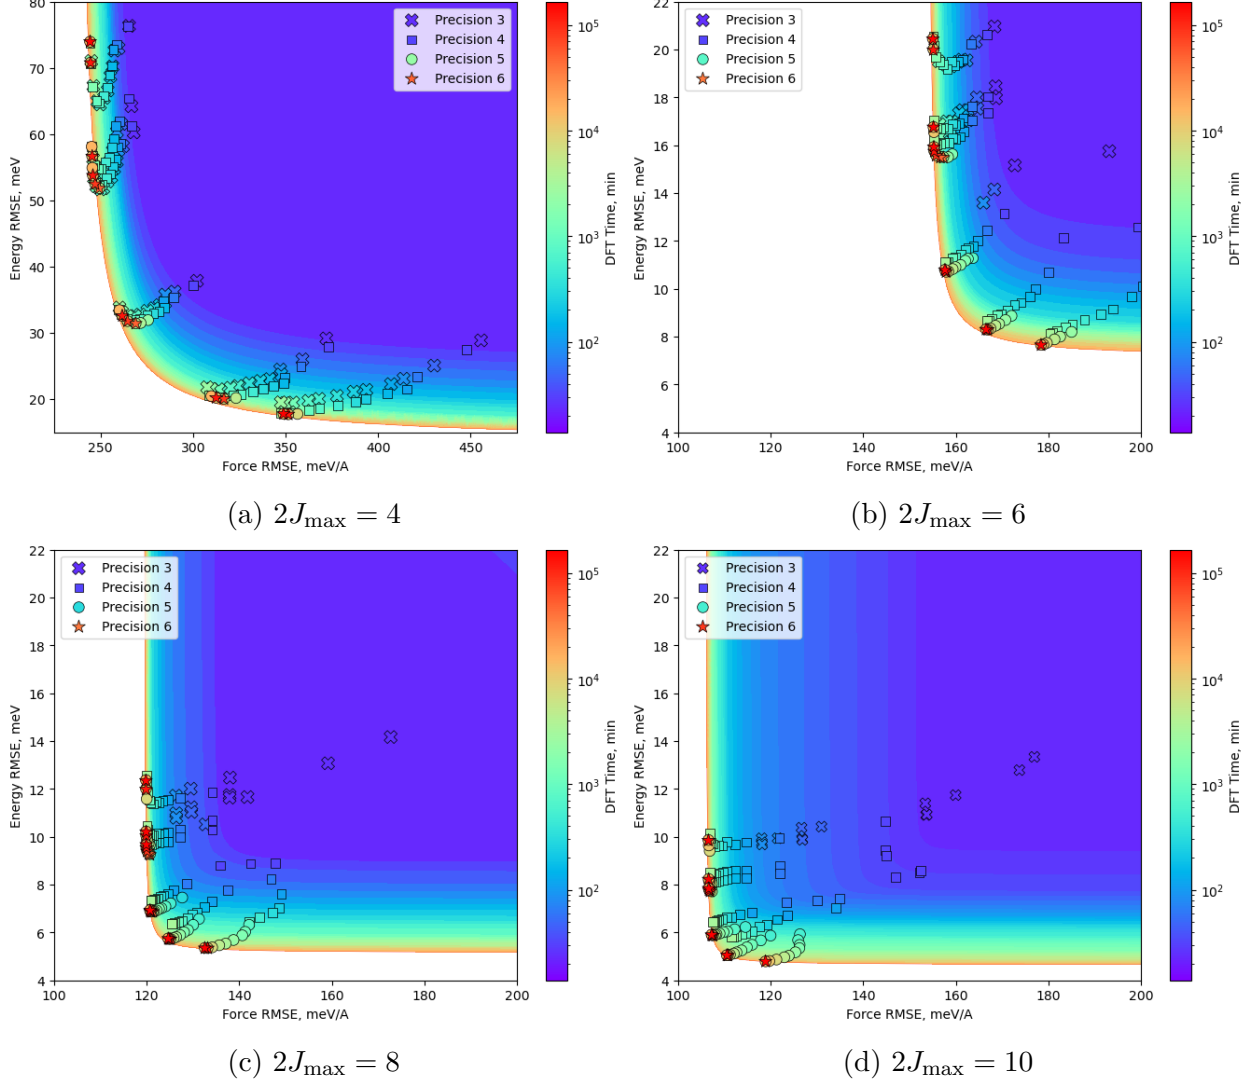 80
70
60
50
40
30
20
250
300
350
400
450
Energy RMSE, meV
Force RMSE, meV/A
Precision 3
Precision 4
Precision 5
Precision 6
10⁵
10⁴
10³
10²
DFT Time, min
(a) 2J_max = 4
22
20
18
16
14
12
10
8
6
4
100
120
140
160
180
200
Energy RMSE, meV
Force RMSE, meV/A
Precision 3
Precision 4
Precision 5
Precision 6
10⁵
10⁴
10³
10²
DFT Time, min
(b) 2J_max = 6
22
20
18
16
14
12
10
8
6
4
100
120
140
160
180
200
Energy RMSE, meV
Force RMSE, meV/A
Precision 3
Precision 4
Precision 5
Precision 6
10⁵
10⁴
10³
10²
DFT Time, min
(c) 2J_max = 8
22
20
18
16
14
12
10
8
6
4
100
120
140
160
180
200
Energy RMSE, meV
Force RMSE, meV/A
Precision 3
Precision 4
Precision 5
Precision 6
10⁵
10⁴
10³
10²
DFT Time, min
(d) 2J_max = 10